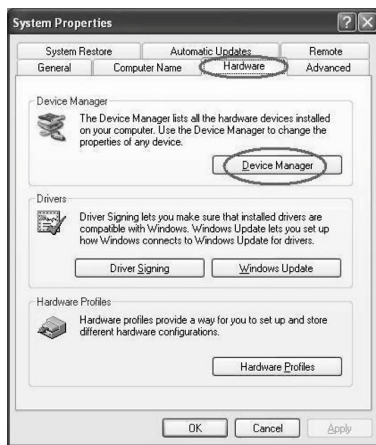 System Properties
System Restore Automatic Updates Remote
General Computer Name Hardware Advanced
Device Manager
The Device Manager lists all the hardware devices installed
on your computer. Use the Device Manager to change the
properties of any device.
Device Manager
Drivers
Driver Signing lets you make sure that installed drivers are
compatible with Windows. Windows Update lets you set up
how Windows connects to Windows Update for drivers.
Driver Signing Windows Update
Hardware Profiles
Hardware profiles provide a way for you to set up and store
different hardware configurations.
Hardware Profiles
OK Cancel Apply